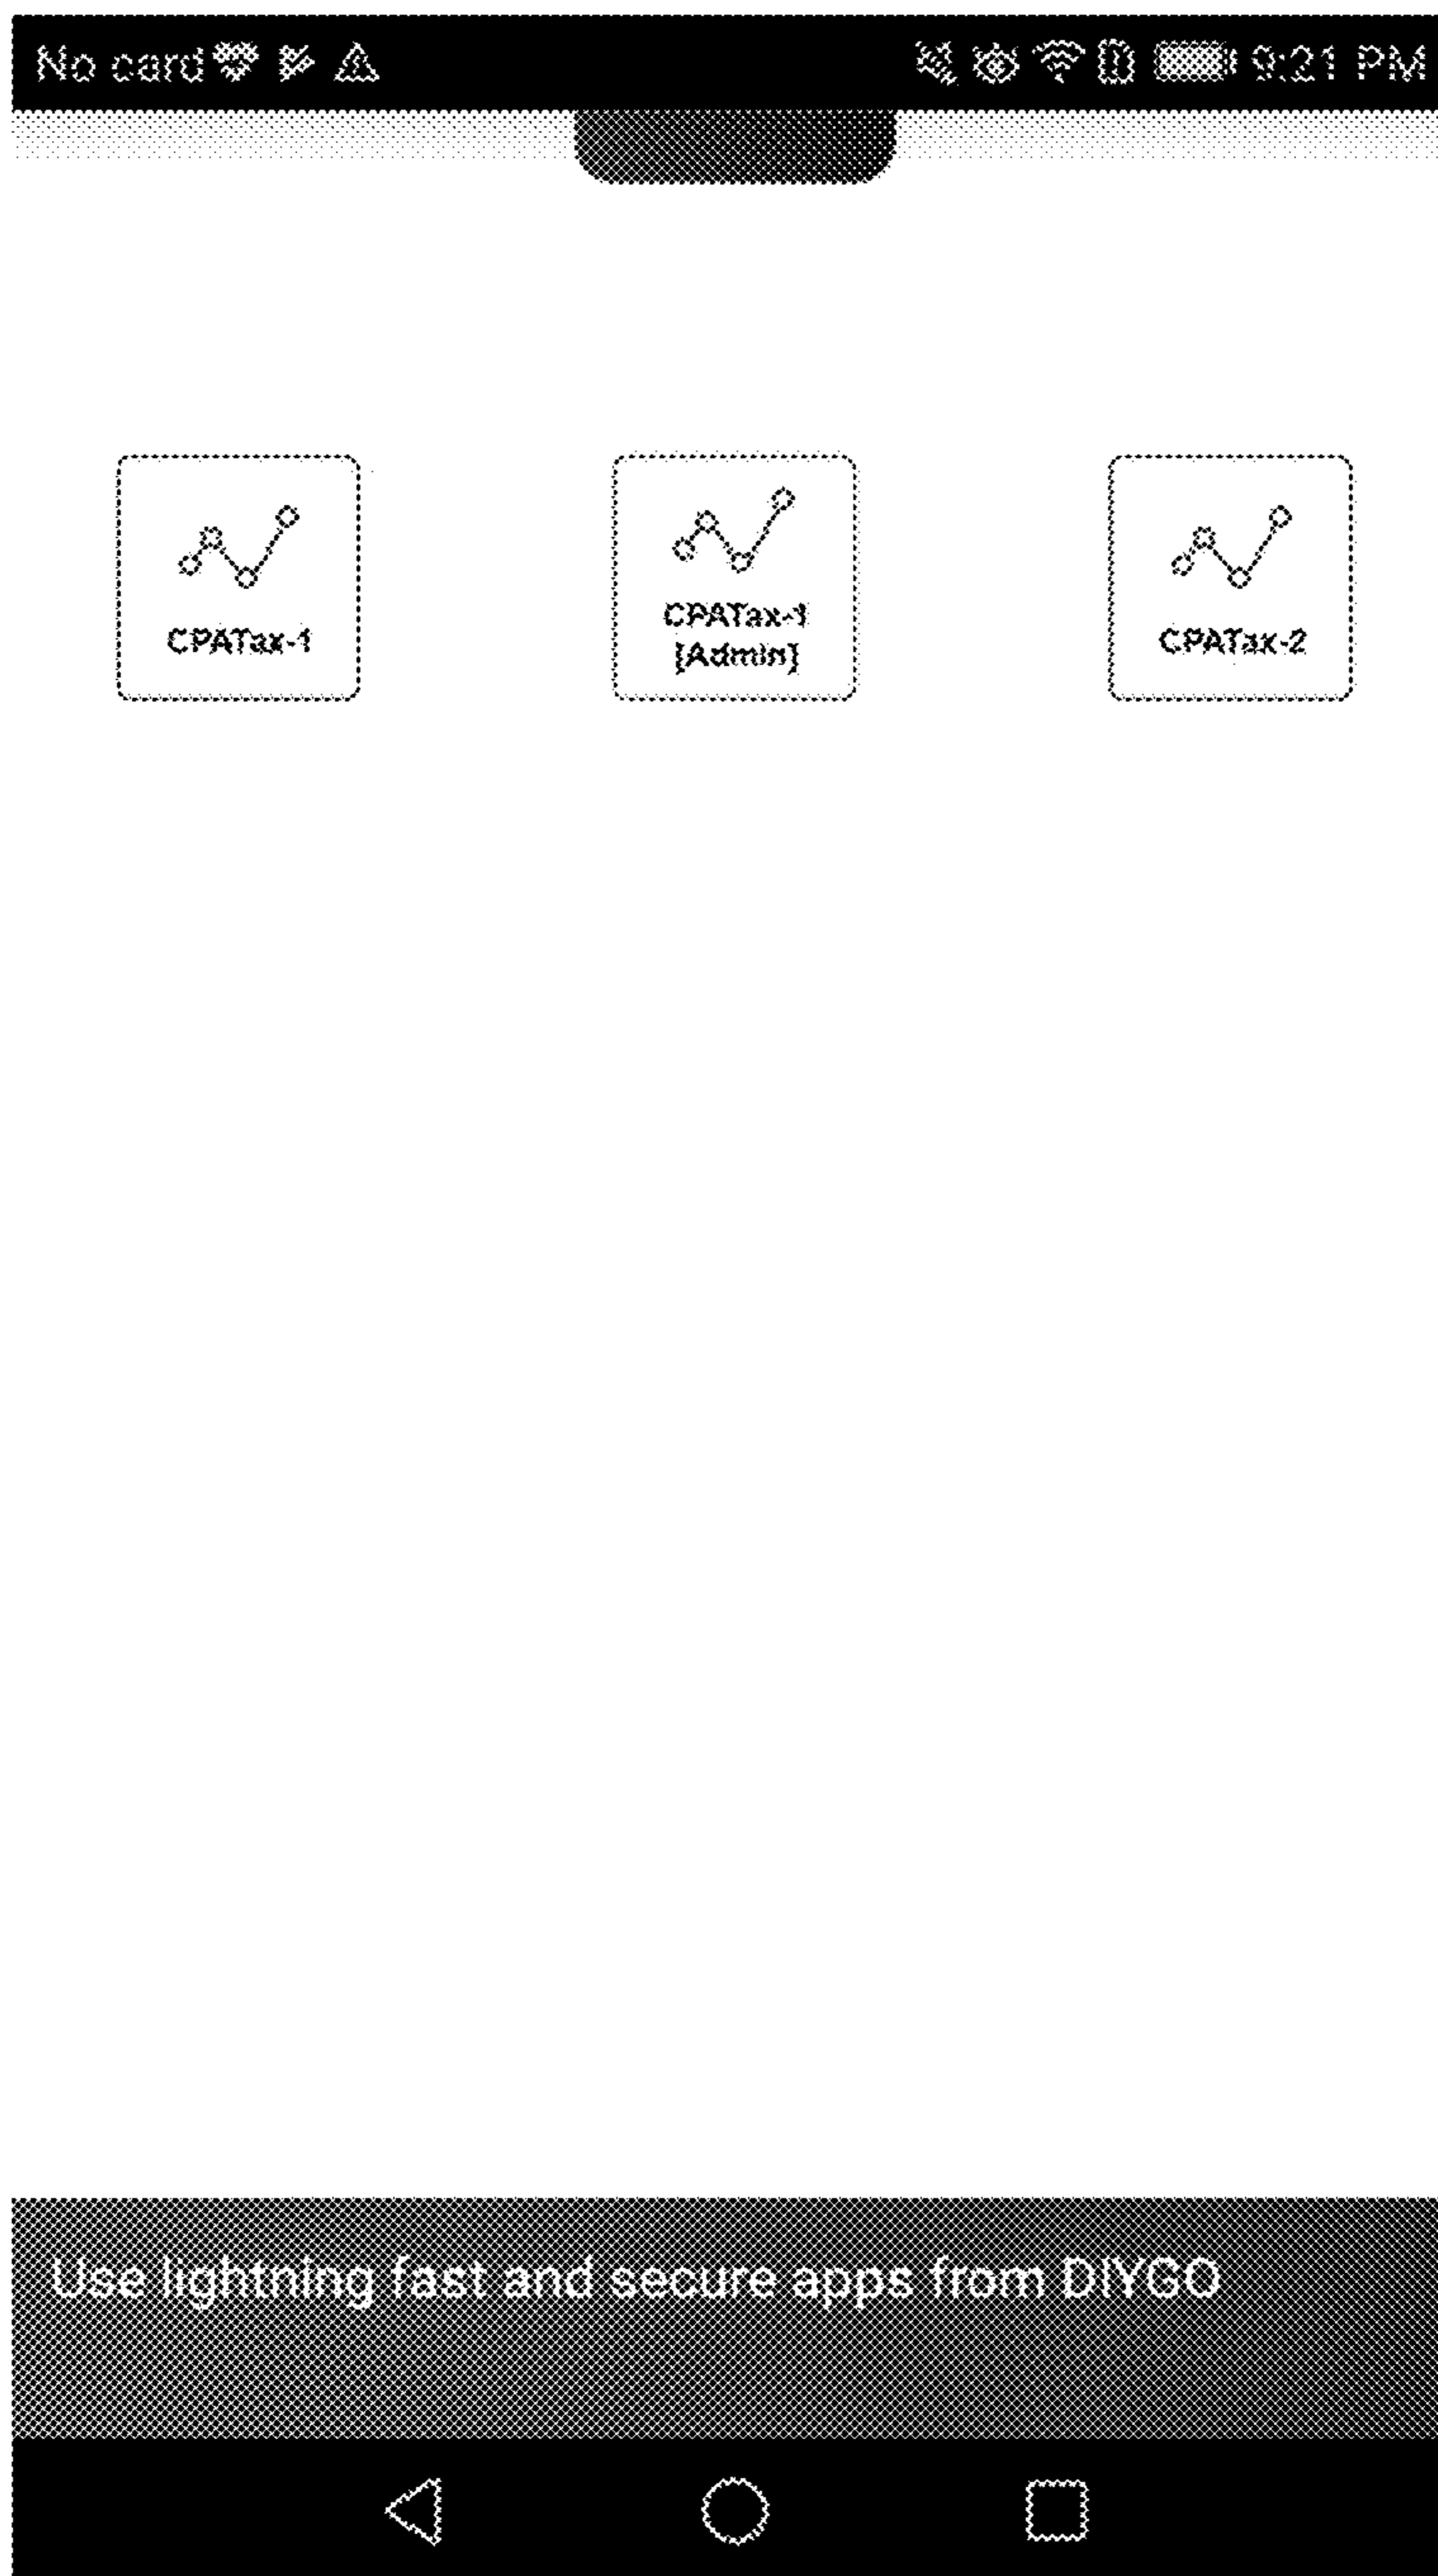 No card 9:21 PM
CPATax-1
CPATax-1
[Admin]
CPATax-2
Use lightning fast and secure apps from DIYGO